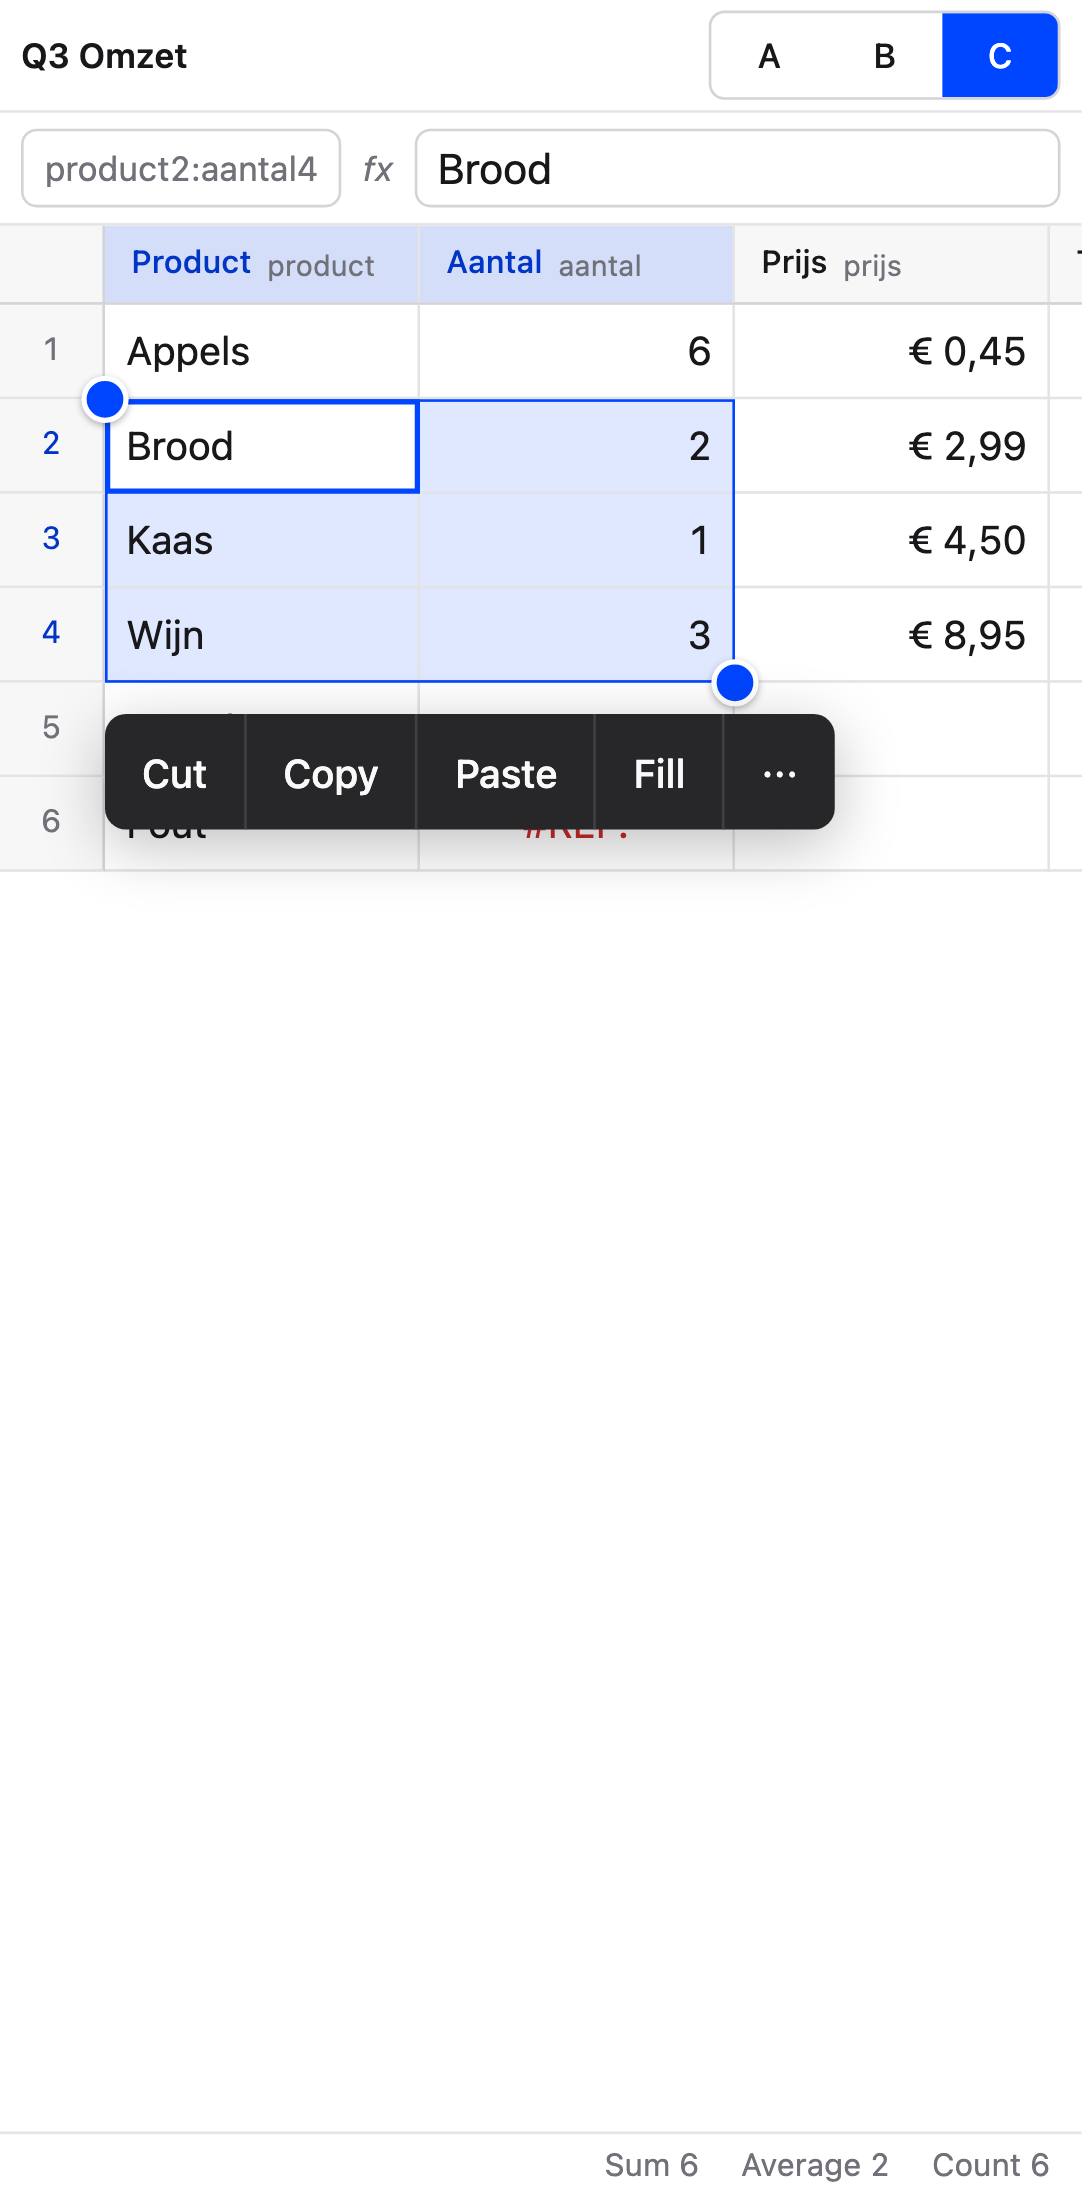 Q3 Omzet A B C
product2:aantal4 fx Brood
Product product Aantal aantal Prijs prijs
1 Appels 6 € 0,45
2 Brood 2 € 2,99
3 Kaas 1 € 4,50
4 Wijn 3 € 8,95
5
Cut Copy Paste Fill ···
6
Sum 6 Average 2 Count 6